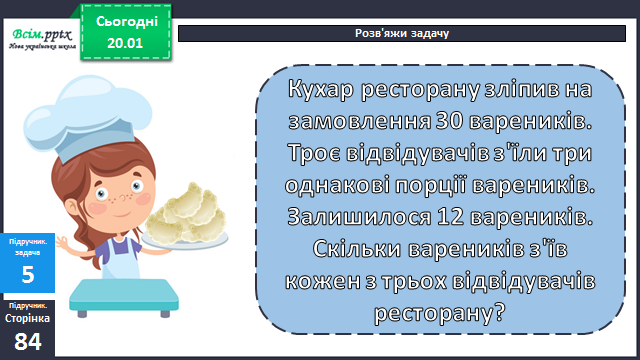 Всім.pptx
Нова українська школа
Сьогодні
20.01
Розв'яжи задачу
Кухар ресторану зліпив на
замовлення 30 вареників.
Троє відвідувачів з'їли три
однакові порції вареників.
Залишилося 12 вареників.
Скільки вареників з'їв
кожен з трьох відвідувачів
ресторану?
Підручник.
задача
5
Підручник.
Сторінка
84